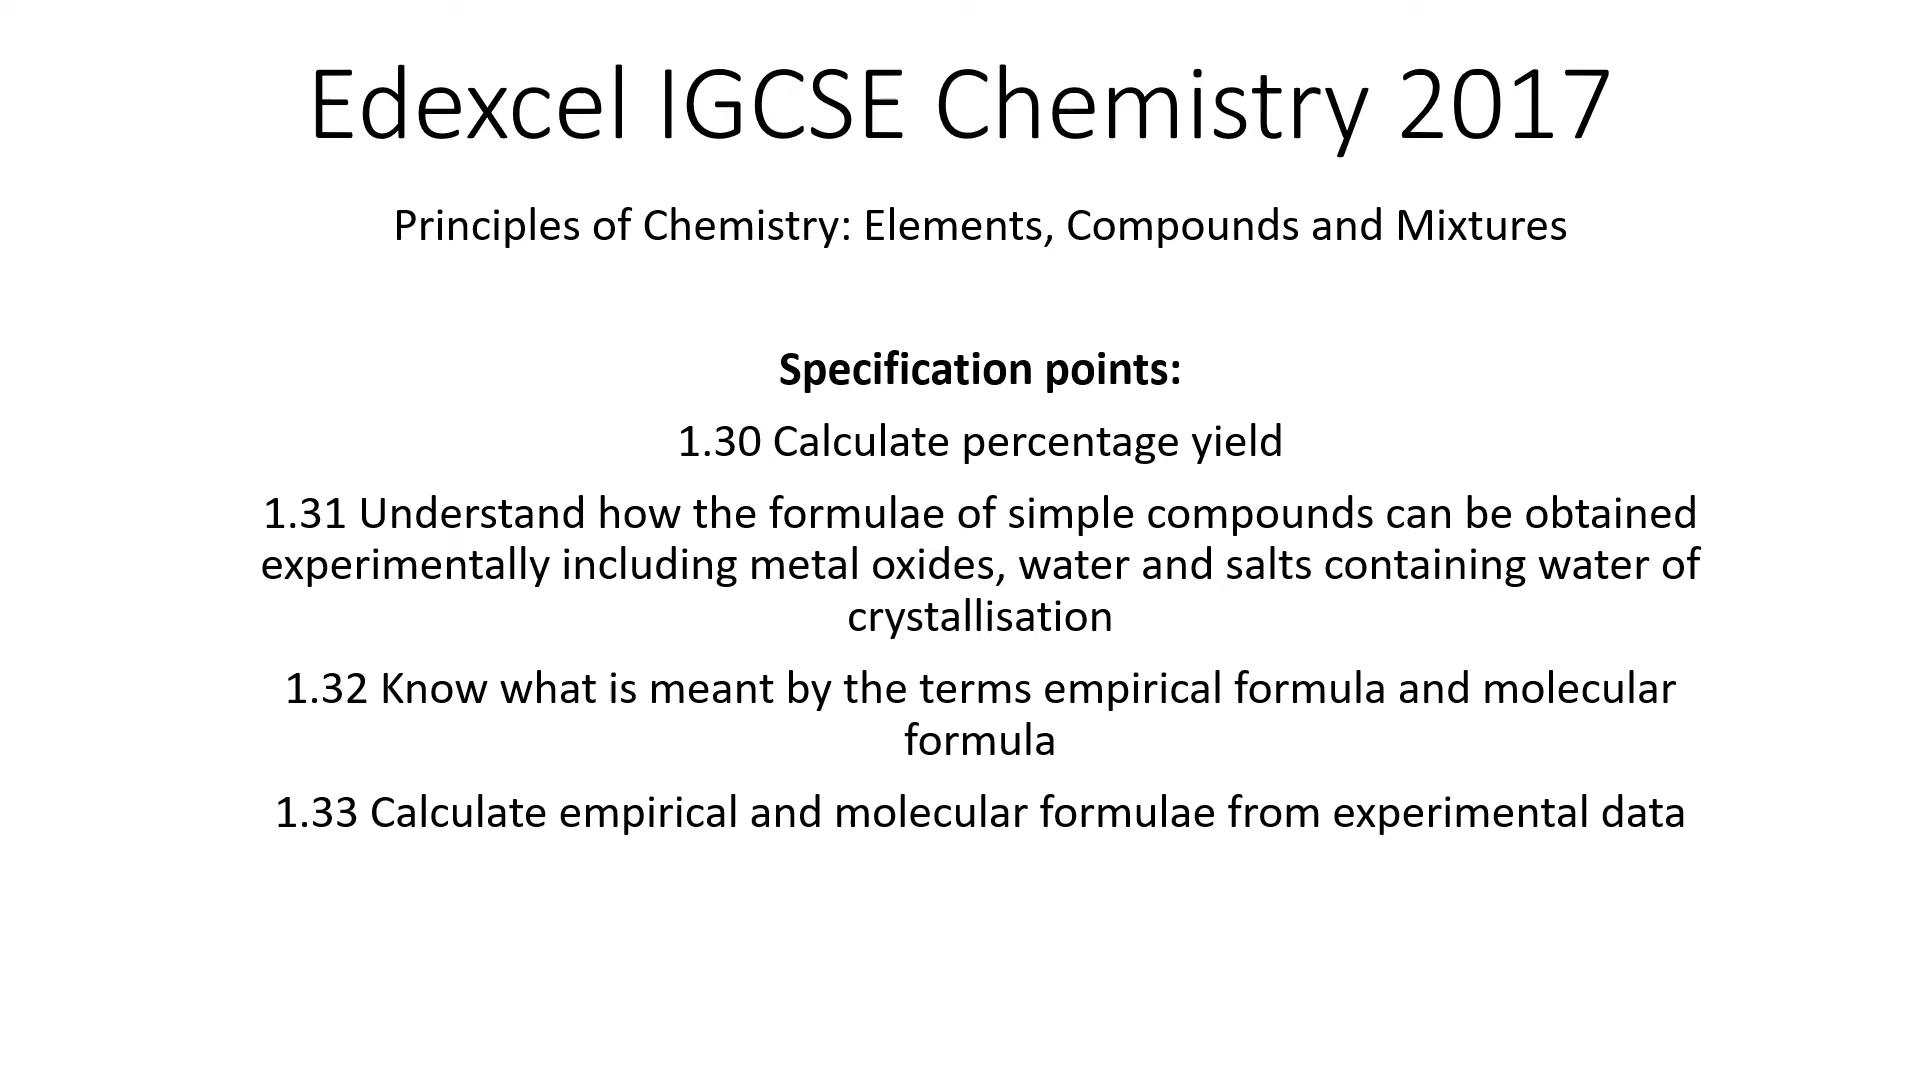 Edexcel IGCSE Chemistry 2017
Principles of Chemistry: Elements, Compounds and Mixtures
Specification points:
1.30 Calculate percentage yield
1.31 Understand how the formulae of simple compounds can be obtained
experimentally including metal oxides, water and salts containing water of
crystallisation
1.32 Know what is meant by the terms empirical formula and molecular
formula
1.33 Calculate empirical and molecular formulae from experimental data